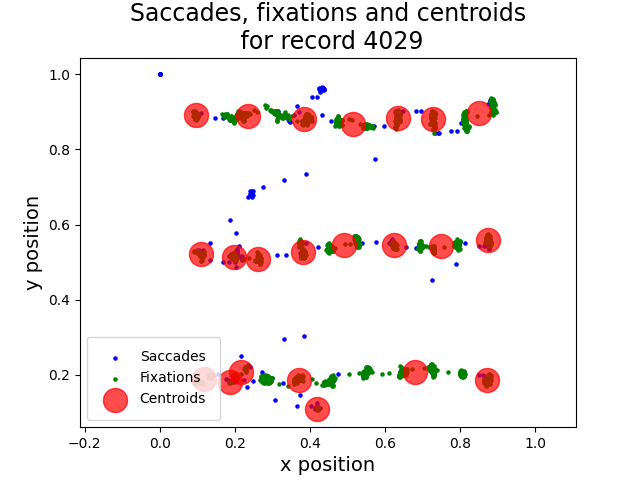 Saccades, fixations and centroids
for record 4029
1.0
0.8
0.6
0.4
0.2
y position
Saccades
Fixations
Centroids
−0.2
0.0
0.2
0.4
0.6
0.8
1.0
x position